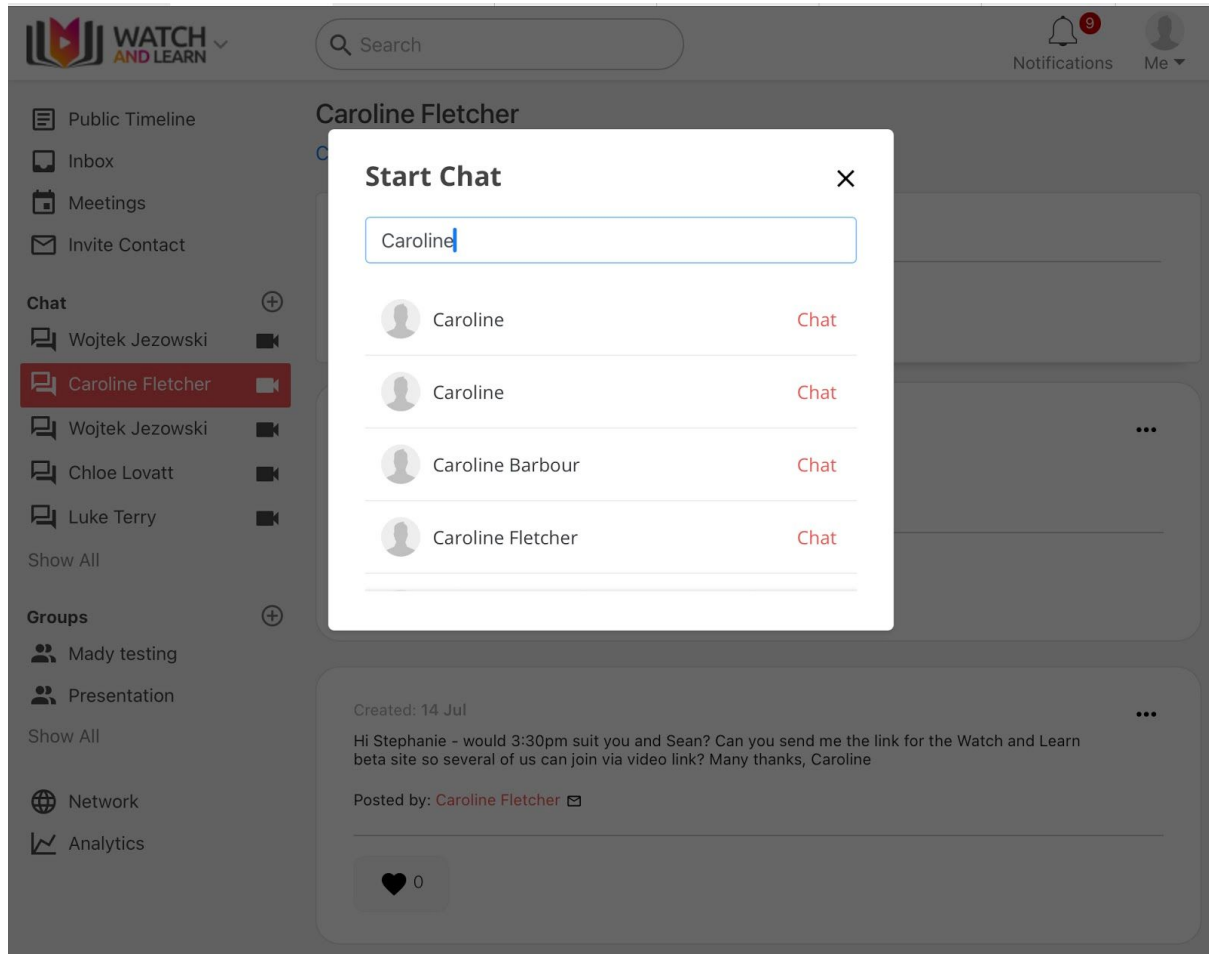 WATCH
AND LEARN
Search
9
Notifications
Me
Public Timeline
Inbox
Meetings
Invite Contact
Chat
Wojtek Jezowski
Caroline Fletcher
Wojtek Jezowski
Chloe Lovatt
Luke Terry
Show All
Groups
Mady testing
Presentation
Show All
Network
Analytics
Caroline Fletcher
C
Start Chat
Caroline
Caroline Chat
Caroline Chat
Caroline Barbour Chat
Caroline Fletcher Chat
Created: 14 Jul
Hi Stephanie - would 3:30pm suit you and Sean? Can you send me the link for the Watch and Learn
beta site so several of us can join via video link? Many thanks, Caroline
Posted by: Caroline Fletcher
0